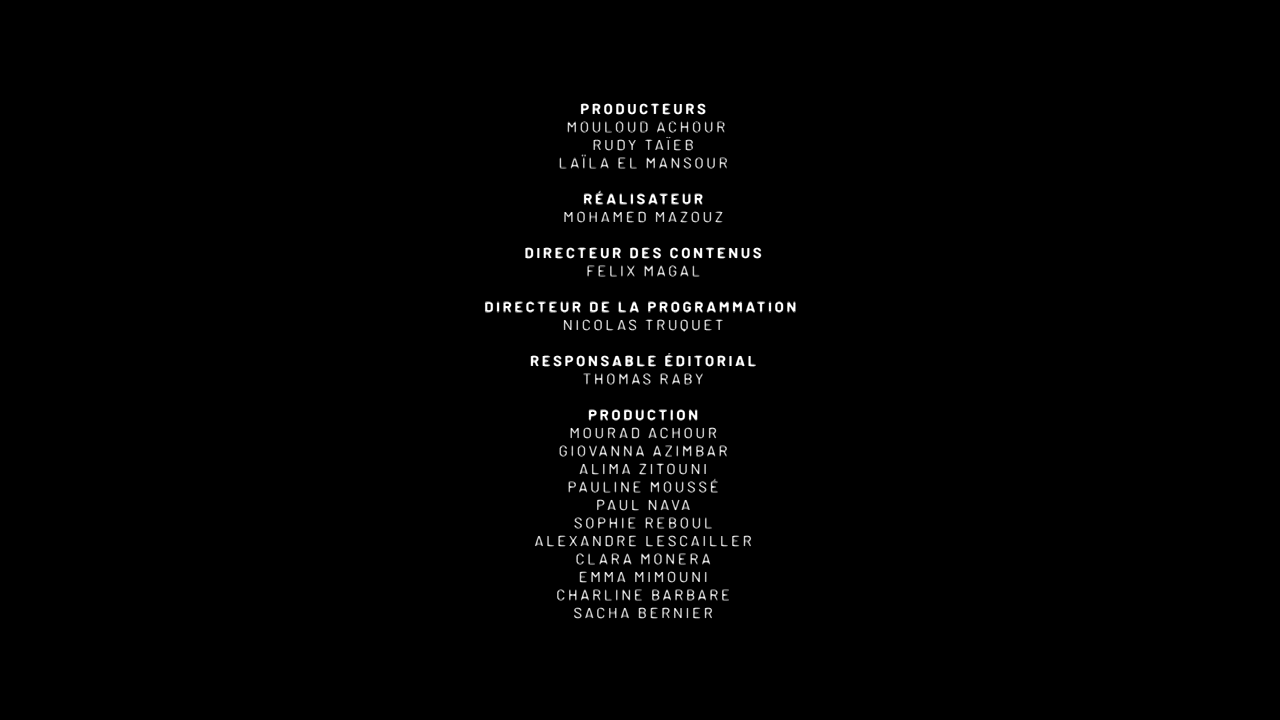 PRODUCTEURS
MOULOUD ACHOUR
RUDY TAÏEB
LAÏLA EL MANSOUR
RÉALISATEUR
MOHAMED MAZOUZ
DIRECTEUR DES CONTENUS
FELIX MAGAL
DIRECTEUR DE LA PROGRAMMATION
NICOLAS TRUQUET
RESPONSABLE ÉDITORIAL
THOMAS RABY
PRODUCTION
MOURAD ACHOUR
GIOVANNA AZIMBAR
ALIMA ZITOUNI
PAULINE MOUSSÉ
PAUL NAVA
SOPHIE REBOUL
ALEXANDRE LESCAILLER
CLARA MONERA
EMMA MIMOUNI
CHARLINE BARBARE
SACHA BERNIER